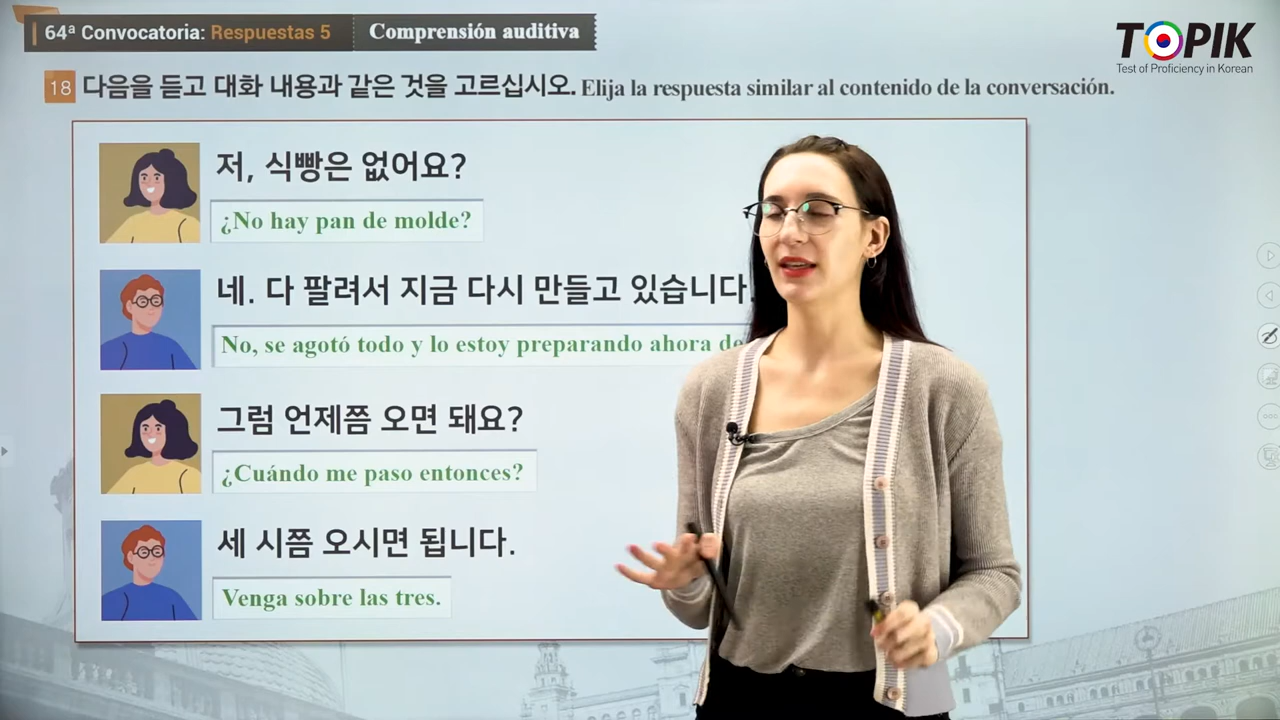 64ª Convocatoria: Respuestas 5
Comprensión auditiva
TOPIK
Test of Proficiency in Korean
18 다음을 듣고 대화 내용과 같은 것을 고르십시오. Elija la respuesta similar al contenido de la conversación.
저, 식빵은 없어요?
¿No hay pan de molde?
네. 다 팔려서 지금 다시 만들고 있습니다.
No, se agotó todo y lo estoy preparando ahora de
그럼 언제쯤 오면 돼요?
¿Cuándo me paso entonces?
세 시쯤 오시면 됩니다.
Venga sobre las tres.